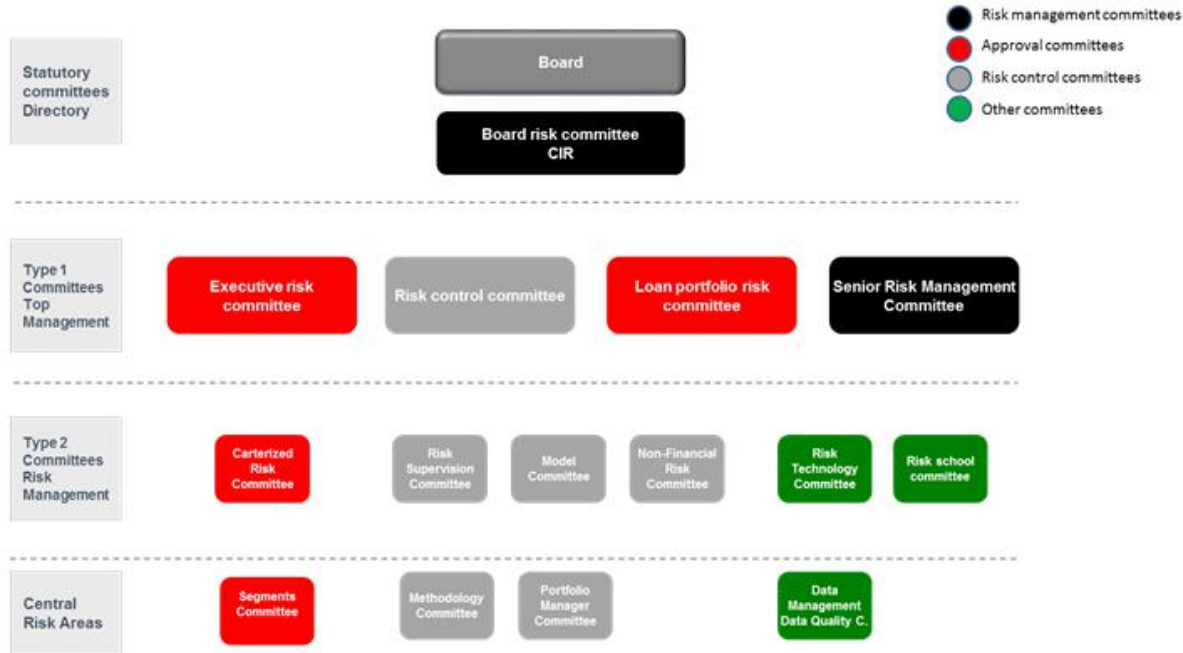 Risk management committees
Approval committees
Risk control committees
Other committees
Statutory
committees
Directory
Board
Board risk committee
CIR
Type 1
Committees
Top
Management
Executive risk
committee
Risk control committee
Loan portfolio risk
committee
Senior Risk Management
Committee
Type 2
Committees
Risk
Management
Carterized
Risk
Committee
Risk
Supervision
Committee
Model
Committee
Non-Financial
Risk
Committee
Risk
Technology
Committee
Risk school
committee
Central
Risk Areas
Segments
Committee
Methodology
Committee
Portfolio
Manager
Committee
Data
Management
Data Quality C.